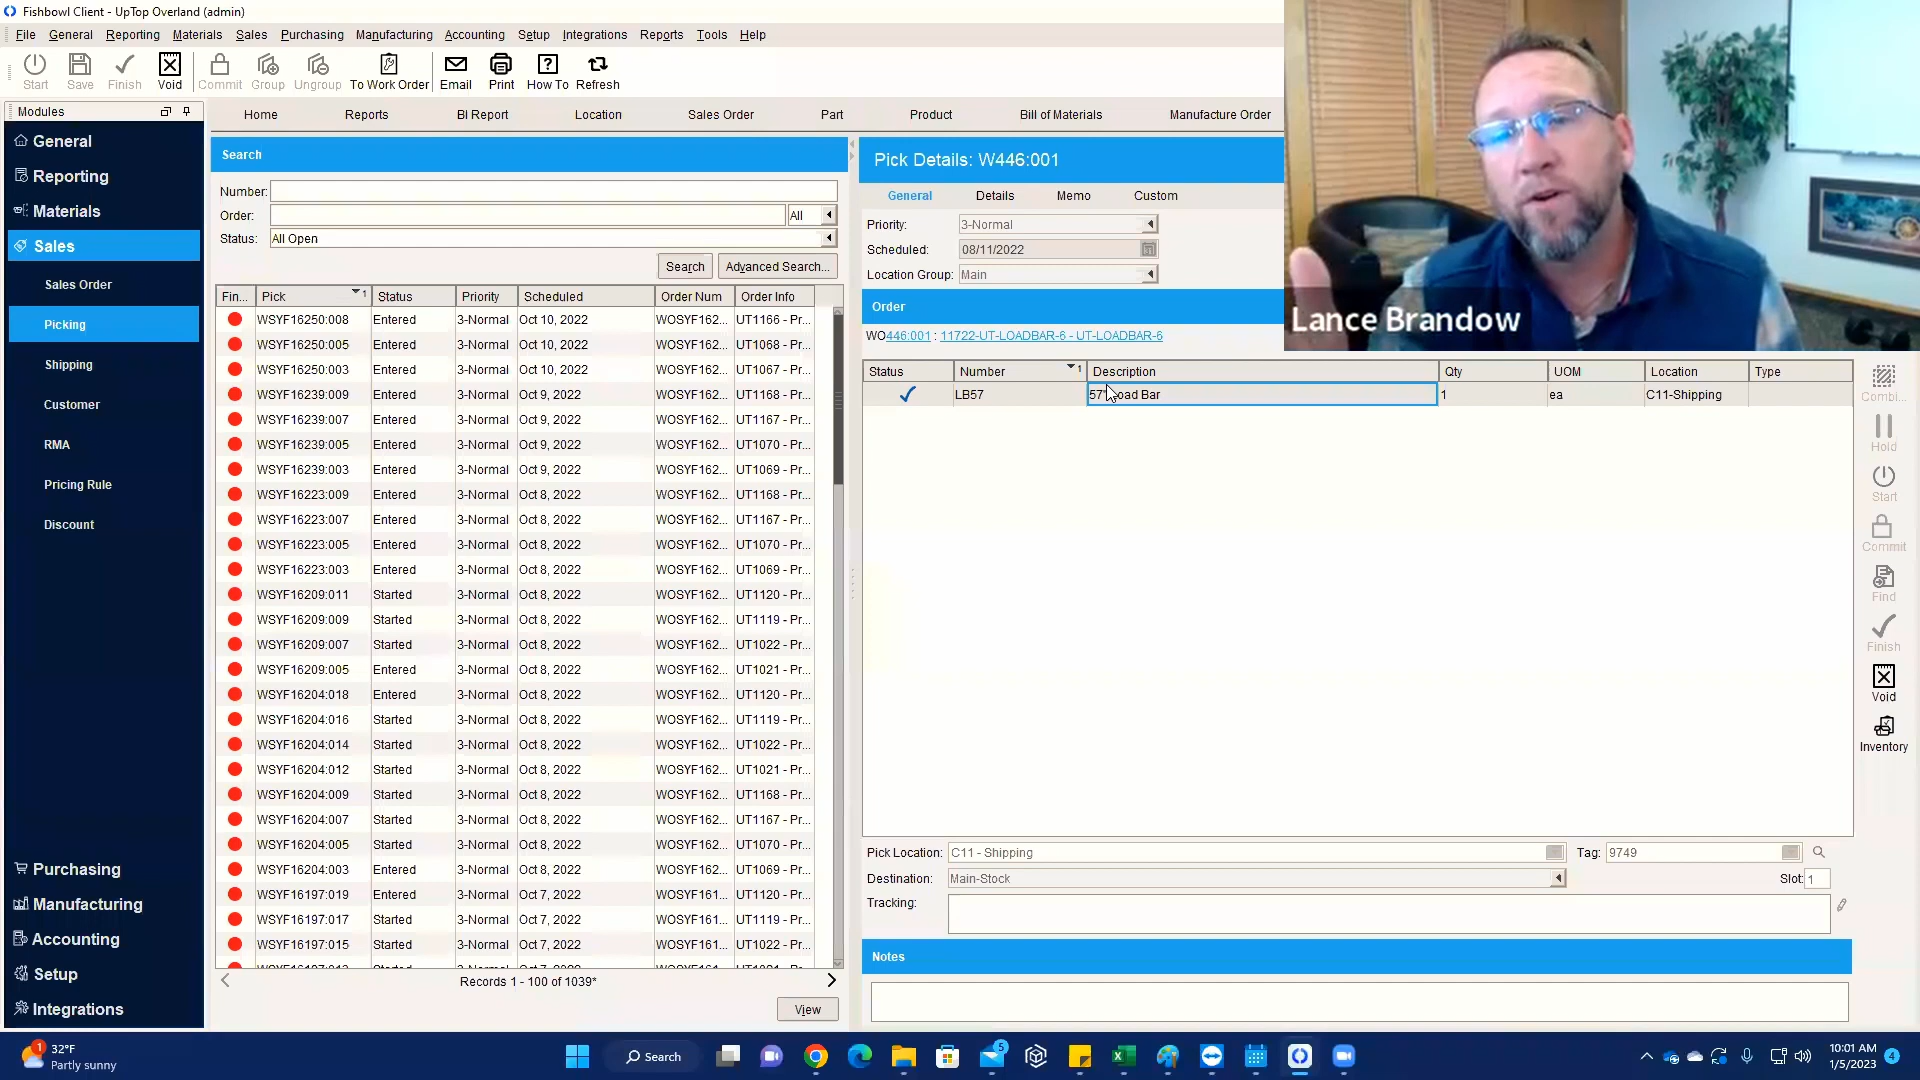 Fishbowl Client - UpTop Overland (admin)
File General Reporting Materials Sales Purchasing Manufacturing Accounting Setup Integrations Reports Tools Help
Start Save Finish Void Commit Group Ungroup To Work Order Email Print How To Refresh
Modules
General
Reporting
Materials
Sales
Sales Order
Picking
Shipping
Customer
RMA
Pricing Rule
Discount
Purchasing
Manufacturing
Accounting
Setup
Integrations
Home Reports BI Report Location Sales Order Part Product Bill of Materials Manufacture Order
Search
Number:
Order: All
Status: All Open
Search Advanced Search...
Fin... Pick 1 Status Priority Scheduled Order Num Order Info
WSYF16250:008 Entered 3-Normal Oct 10, 2022 WOSYF162... UT1166 - Pr...
WSYF16250:005 Entered 3-Normal Oct 10, 2022 WOSYF162... UT1068 - Pr...
WSYF16250:003 Entered 3-Normal Oct 10, 2022 WOSYF162... UT1067 - Pr...
WSYF16239:009 Entered 3-Normal Oct 9, 2022 WOSYF162... UT1168 - Pr...
WSYF16239:007 Entered 3-Normal Oct 9, 2022 WOSYF162... UT1167 - Pr...
WSYF16239:005 Entered 3-Normal Oct 9, 2022 WOSYF162... UT1070 - Pr...
WSYF16239:003 Entered 3-Normal Oct 9, 2022 WOSYF162... UT1069 - Pr...
WSYF16223:009 Entered 3-Normal Oct 8, 2022 WOSYF162... UT1168 - Pr...
WSYF16223:007 Entered 3-Normal Oct 8, 2022 WOSYF162... UT1167 - Pr...
WSYF16223:005 Entered 3-Normal Oct 8, 2022 WOSYF162... UT1070 - Pr...
WSYF16223:003 Entered 3-Normal Oct 8, 2022 WOSYF162... UT1069 - Pr...
WSYF16209:011 Started 3-Normal Oct 8, 2022 WOSYF162... UT1120 - Pr...
WSYF16209:009 Started 3-Normal Oct 8, 2022 WOSYF162... UT1119 - Pr...
WSYF16209:007 Started 3-Normal Oct 8, 2022 WOSYF162... UT1022 - Pr...
WSYF16209:005 Entered 3-Normal Oct 8, 2022 WOSYF162... UT1021 - Pr...
WSYF16204:018 Entered 3-Normal Oct 8, 2022 WOSYF162... UT1120 - Pr...
WSYF16204:016 Started 3-Normal Oct 8, 2022 WOSYF162... UT1119 - Pr...
WSYF16204:014 Started 3-Normal Oct 8, 2022 WOSYF162... UT1022 - Pr...
WSYF16204:012 Started 3-Normal Oct 8, 2022 WOSYF162... UT1021 - Pr...
WSYF16204:009 Started 3-Normal Oct 8, 2022 WOSYF162... UT1168 - Pr...
WSYF16204:007 Started 3-Normal Oct 8, 2022 WOSYF162... UT1167 - Pr...
WSYF16204:005 Started 3-Normal Oct 8, 2022 WOSYF162... UT1070 - Pr...
WSYF16204:003 Entered 3-Normal Oct 8, 2022 WOSYF162... UT1069 - Pr...
WSYF16197:019 Entered 3-Normal Oct 7, 2022 WOSYF161... UT1120 - Pr...
WSYF16197:017 Started 3-Normal Oct 7, 2022 WOSYF161... UT1119 - Pr...
WSYF16197:015 Started 3-Normal Oct 7, 2022 WOSYF161... UT1022 - Pr...
Records 1 - 100 of 1039*
View
Pick Details: W446:001
General Details Memo Custom
Priority: 3-Normal
Scheduled: 08/11/2022
Location Group: Main
Order
WO446:001 : 11722-UT-LOADBAR-6 - UT-LOADBAR-6
Status Number 1 Description Qty UOM Location Type
LB57 57" Load Bar 1 ea C11-Shipping
Pick Location: C11 - Shipping Tag: 9749
Destination: Main-Stock Slot: 1
Tracking:
Notes
Combi...
Hold
Start
Commit
Find
Finish
Void
Inventory
Lance Brandow
1 32°F
Partly sunny
Search
5
10:01 AM
1/5/2023
4